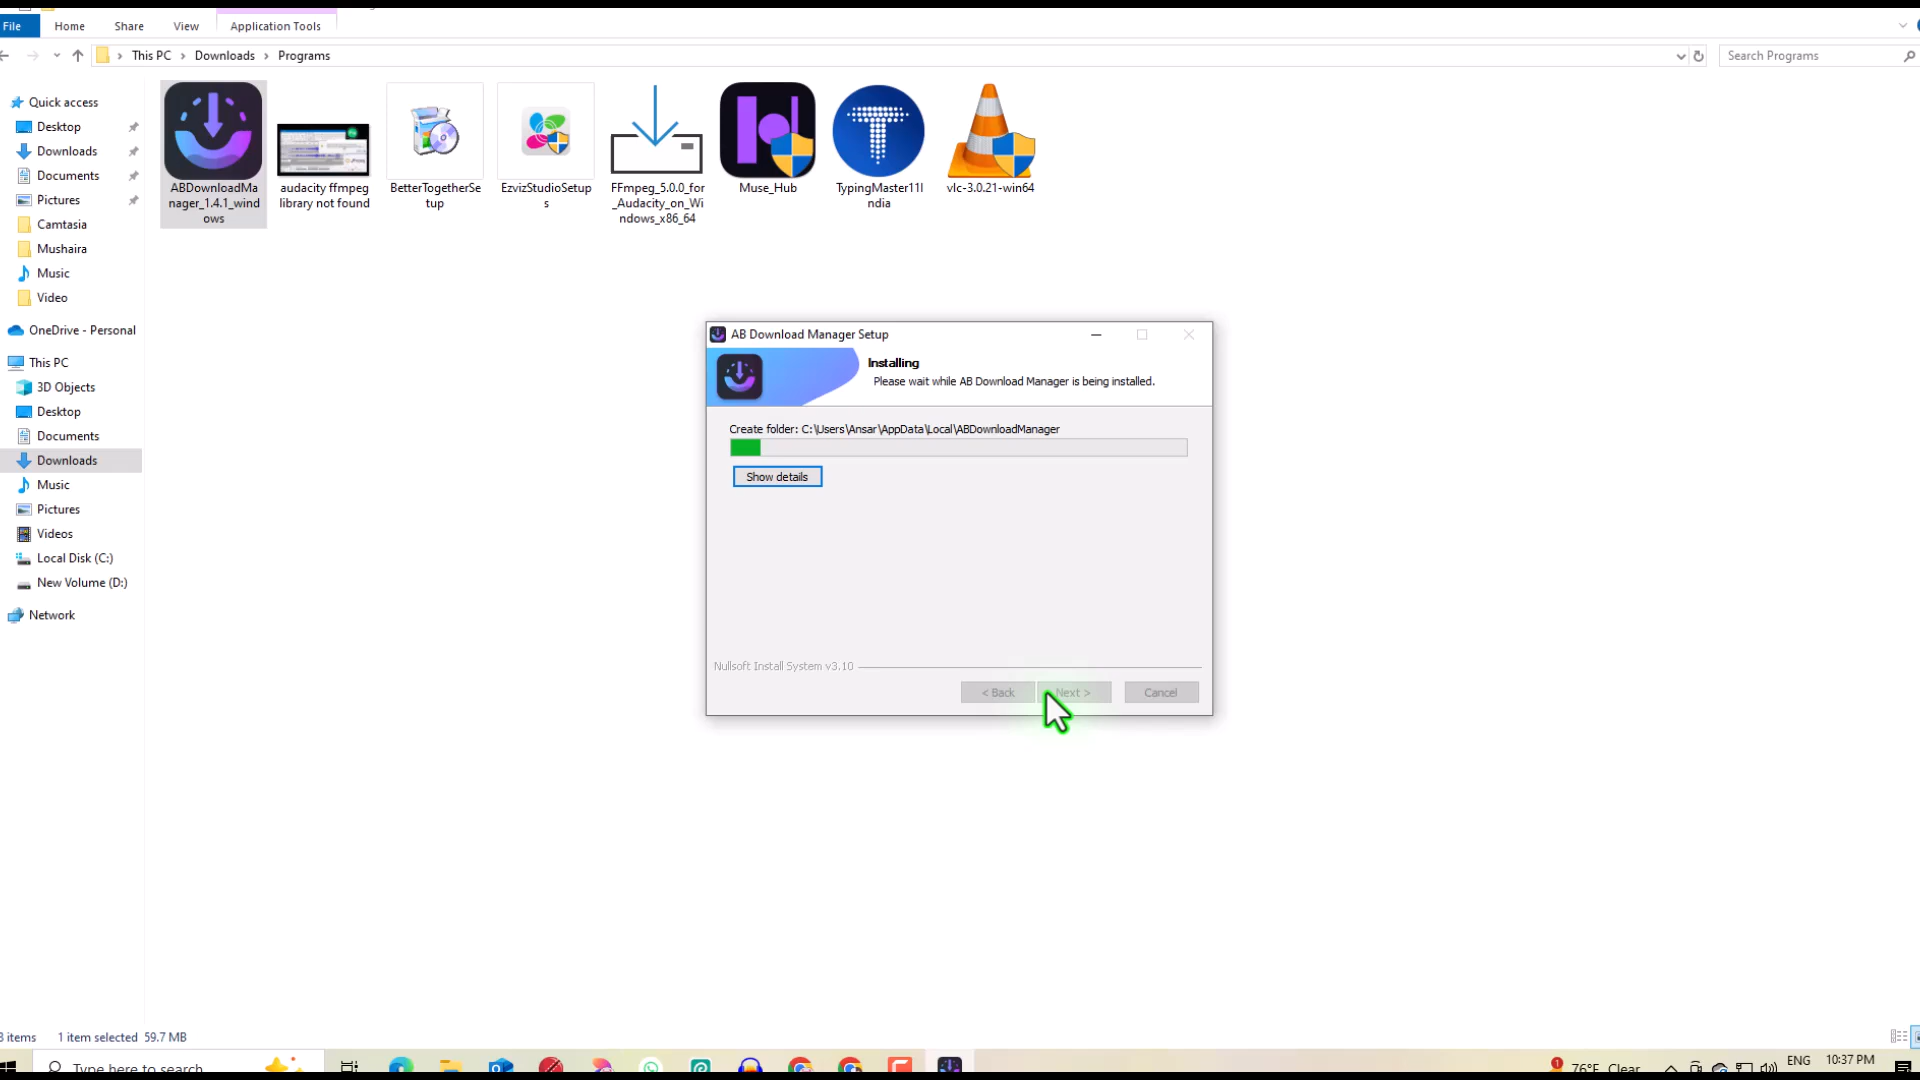 File
Home
Share
View
Application Tools
This PC
Downloads
Programs
Search Programs
Quick access
Desktop
Downloads
Documents
Pictures
Camtasia
Mushaira
Music
Video
OneDrive - Personal
This PC
3D Objects
Desktop
Documents
Downloads
Music
Pictures
Videos
Local Disk (C:)
New Volume (D:)
Network
ABDownloadMa
nager_1.4.1_wind
ows
audacity ffmpeg
library not found
BetterTogetherSe
tup
EzvizStudioSetup
s
FFmpeg_5.0.0_for
_Audacity_on_Wi
ndows_x86_64
Muse_Hub
TypingMaster11I
ndia
vlc-3.0.21-win64
AB Download Manager Setup
Installing
Please wait while AB Download Manager is being installed.
Create folder: C:\Users\Ansar\AppData\Local\ABDownloadManager
Show details
Nullsoft Install System v3.10
< Back
Next >
Cancel
items
1 item selected 59.7 MB
Type here to search
1
76°F Clear
ENG
10:37 PM